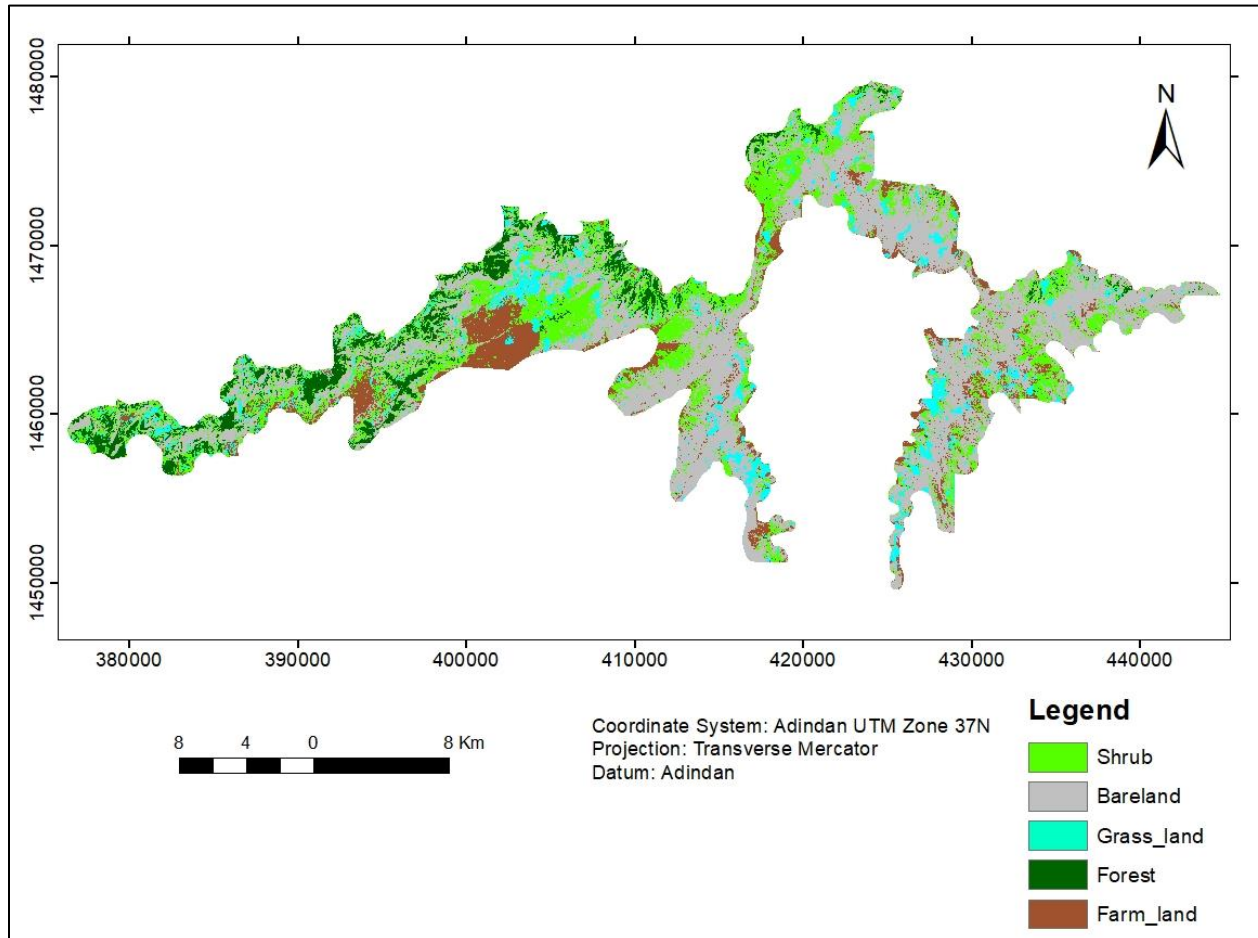 1480000
1470000
1460000
1450000
N
380000
390000
400000
410000
420000
430000
440000
8 4 0 8 Km
Coordinate System: Adindan UTM Zone 37N
Projection: Transverse Mercator
Datum: Adindan
Legend
Shrub
Bareland
Grass_land
Forest
Farm_land